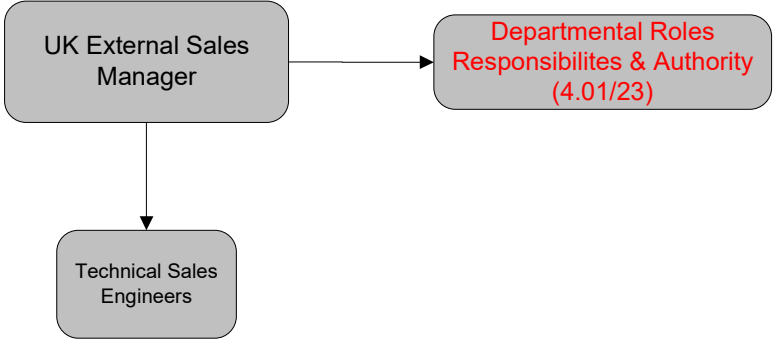 UK External Sales
Manager
Departmental Roles
Responsibilites & Authority
(4.01/23)
Technical Sales
Engineers